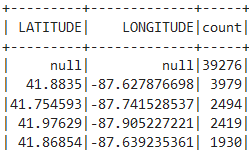 +---------+-------------+-----+
| LATITUDE| LONGITUDE|count|
+---------+-------------+-----+
| null| null|39276|
| 41.8835|-87.627876698| 3979|
|41.754593|-87.741528537| 2494|
| 41.97629|-87.905227221| 2419|
| 41.86854|-87.639235361| 1930|